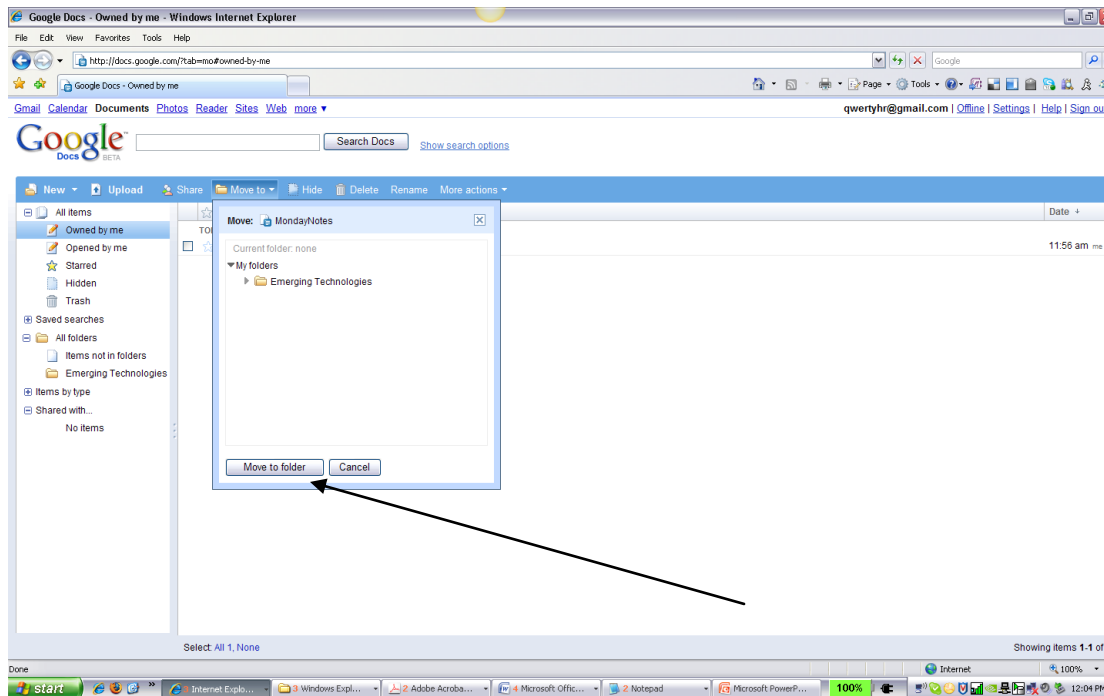 Google Docs - Owned by me - Windows Internet Explorer
File Edit View Favorites Tools Help
http://docs.google.com/?tab=mo#owned-by-me
Google
Google Docs - Owned by me
Page Tools
Gmail Calendar Documents Photos Reader Sites Web more ▼
qwertyhr@gmail.com | Offline | Settings | Help | Sign ou
Google Docs BETA
Search Docs
Show search options
New Upload Share Move to Hide Delete Rename More actions
All items
Owned by me
Opened by me
Starred
Hidden
Trash
Saved searches
All folders
Items not in folders
Emerging Technologies
Items by type
Shared with...
No items
Date
TO
11:56 am me
Move: MondayNotes
Current folder: none
My folders
Emerging Technologies
Move to folder Cancel
Select: All 1, None
Showing items 1-1 of
Done
Internet
100%
start
3 Internet Explo...
3 Windows Expl...
2 Adobe Acroba...
4 Microsoft Offic...
2 Notepad
Microsoft PowerP...
100%
12:04 PM